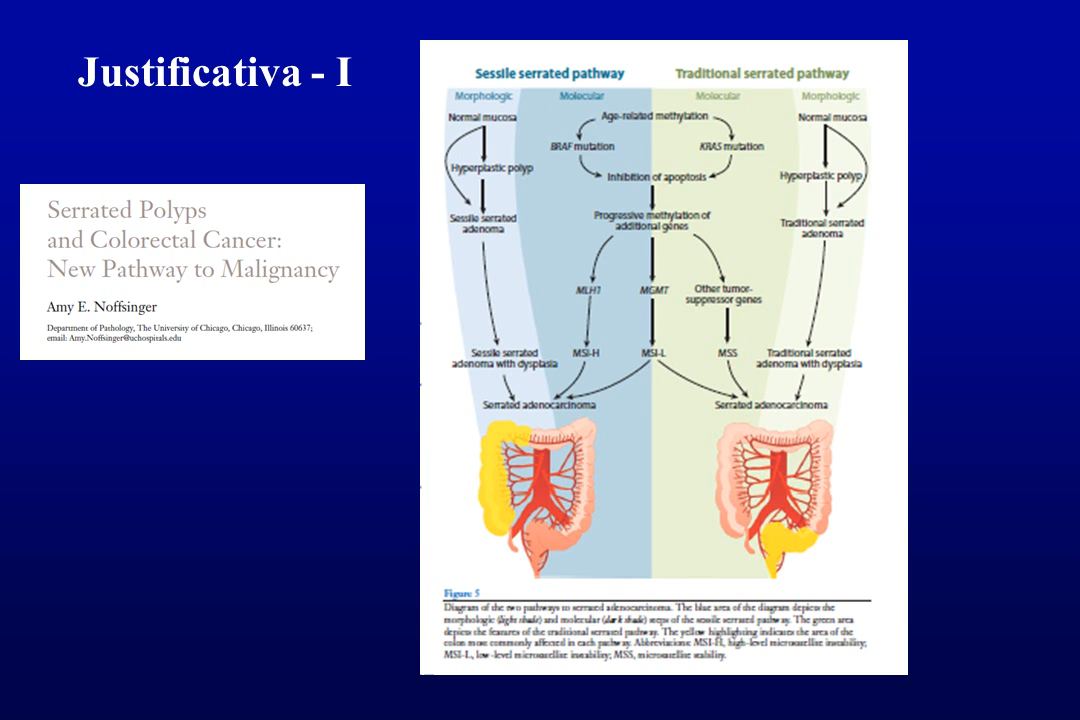 Justificativa - I
Serrated Polyps
and Colorectal Cancer:
New Pathway to Malignancy
Amy E. Noffsinger
Department of Pathology, The University of Chicago, Chicago, Illinois 60637;
email: Amy.Noffsinger@uchospitals.edu
Sessile serrated pathway
Traditional serrated pathway
Morphologic
Molecular
Molecular
Morphologic
Normal mucosa
Age-related methylation
Normal mucosa
BRAF mutation
KRAS mutation
Hyperplastic polyp
Inhibition of apoptosis
Hyperplastic polyp
Sessile serrated
adenoma
Progressive methylation of
additional genes
Traditional serrated
adenoma
MLH1
MGMT
Other tumor-
suppressor genes
Sessile serrated
adenoma with dysplasia
MSI-H
MSI-L
MSS
Traditional serrated
adenoma with dysplasia
Serrated adenocarcinoma
Serrated adenocarcinoma
Figure 5
Diagram of the two pathways to serrated adenocarcinoma. The blue area of the diagram depicts the
morphologic (light shade) and molecular (dark shade) steps of the sessile serrated pathway. The green area
depicts the features of the traditional serrated pathway. The yellow highlighting indicates the area of the
colon most commonly affected in each pathway. Abbreviations: MSI-H, high-level microsatellite instability;
MSI-L, low-level microsatellite instability; MSS, microsatellite stability.